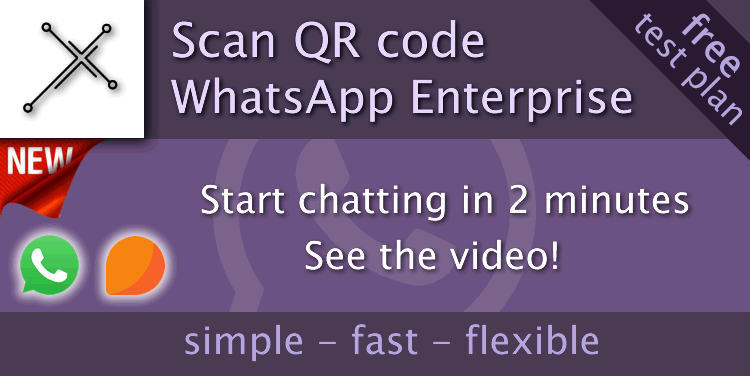 Scan QR code
WhatsApp Enterprise
free
test plan
NEW
Start chatting in 2 minutes
See the video!
simple – fast – flexible